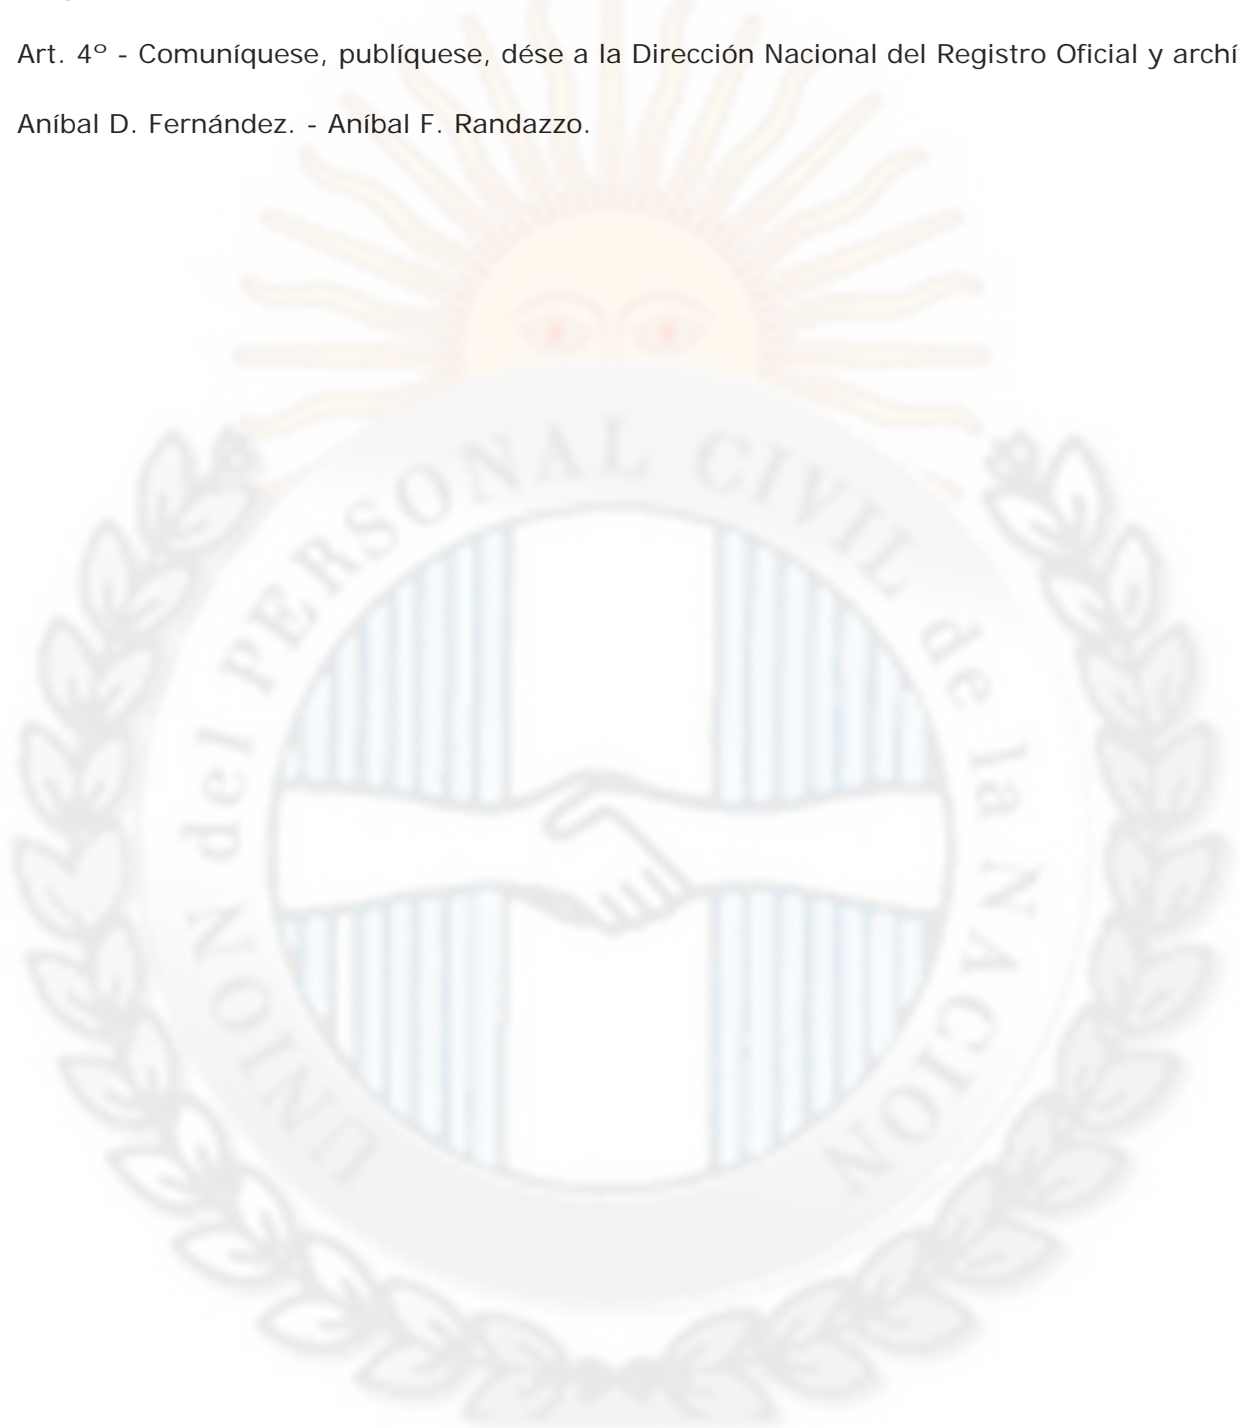 Art. 4º - Comuníquese, publíquese, dése a la Dirección Nacional del Registro Oficial y archí
Aníbal D. Fernández. - Aníbal F. Randazzo.
UNION del PERSONAL CIVIL de la NACION